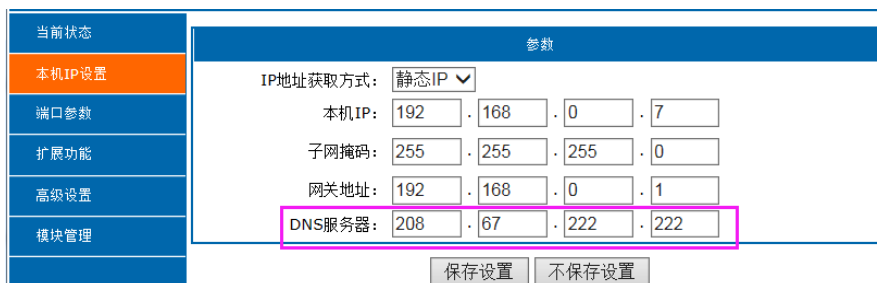 当前状态
本机IP设置
端口参数
扩展功能
高级设置
模块管理
参数
IP地址获取方式： 静态IP
本机IP： 192 . 168 . 0 . 7
子网掩码： 255 . 255 . 255 . 0
网关地址： 192 . 168 . 0 . 1
DNS服务器： 208 . 67 . 222 . 222
保存设置 不保存设置